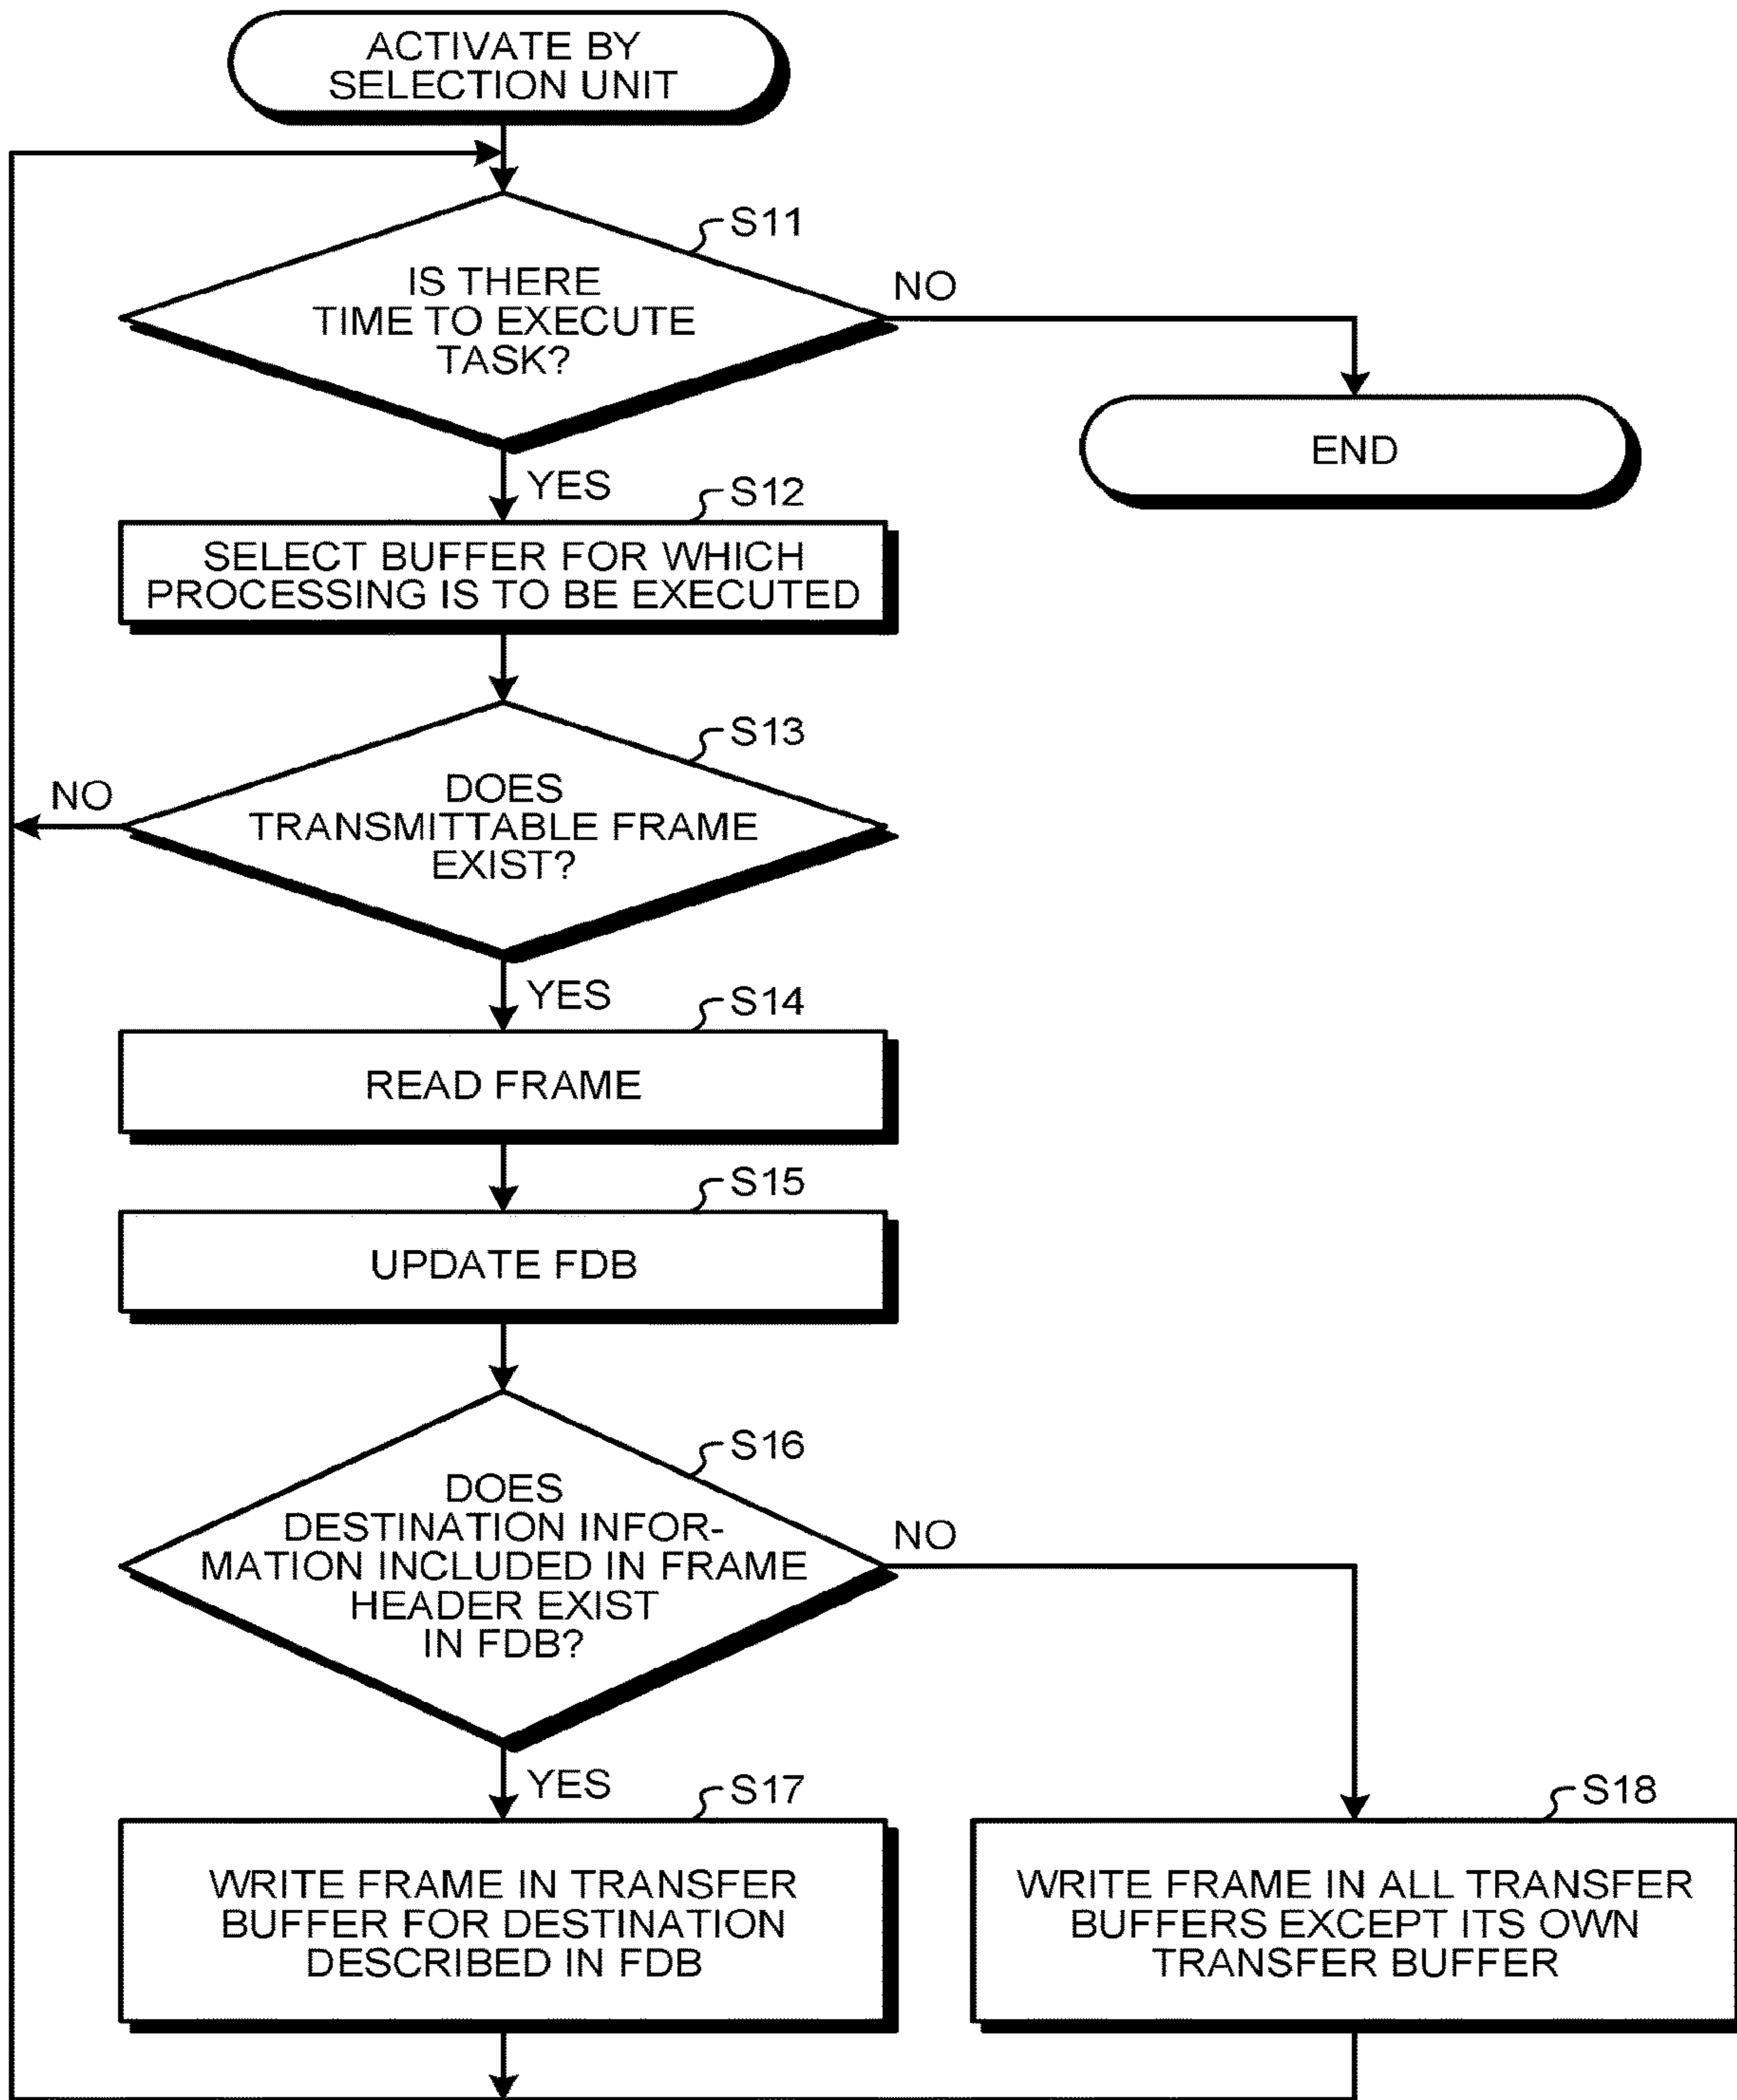 ACTIVATE BY
SELECTION UNIT
S11
IS THERE
TIME TO EXECUTE
TASK?
NO
END
YES
S12
SELECT BUFFER FOR WHICH
PROCESSING IS TO BE EXECUTED
S13
DOES
TRANSMITTABLE FRAME
EXIST?
NO
YES
S14
READ FRAME
S15
UPDATE FDB
S16
DOES
DESTINATION INFOR-
MATION INCLUDED IN FRAME
HEADER EXIST
IN FDB?
NO
YES
S17
WRITE FRAME IN TRANSFER
BUFFER FOR DESTINATION
DESCRIBED IN FDB
S18
WRITE FRAME IN ALL TRANSFER
BUFFERS EXCEPT ITS OWN
TRANSFER BUFFER